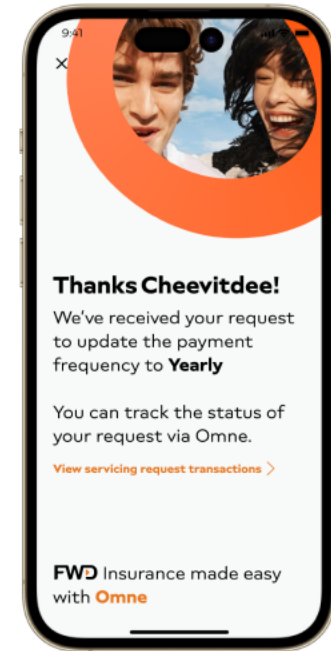 9:41
Thanks Cheevitdee!
We've received your request
to update the payment
frequency to Yearly
You can track the status of
your request via Omne.
View servicing request transactions
FWD Insurance made easy
with Omne